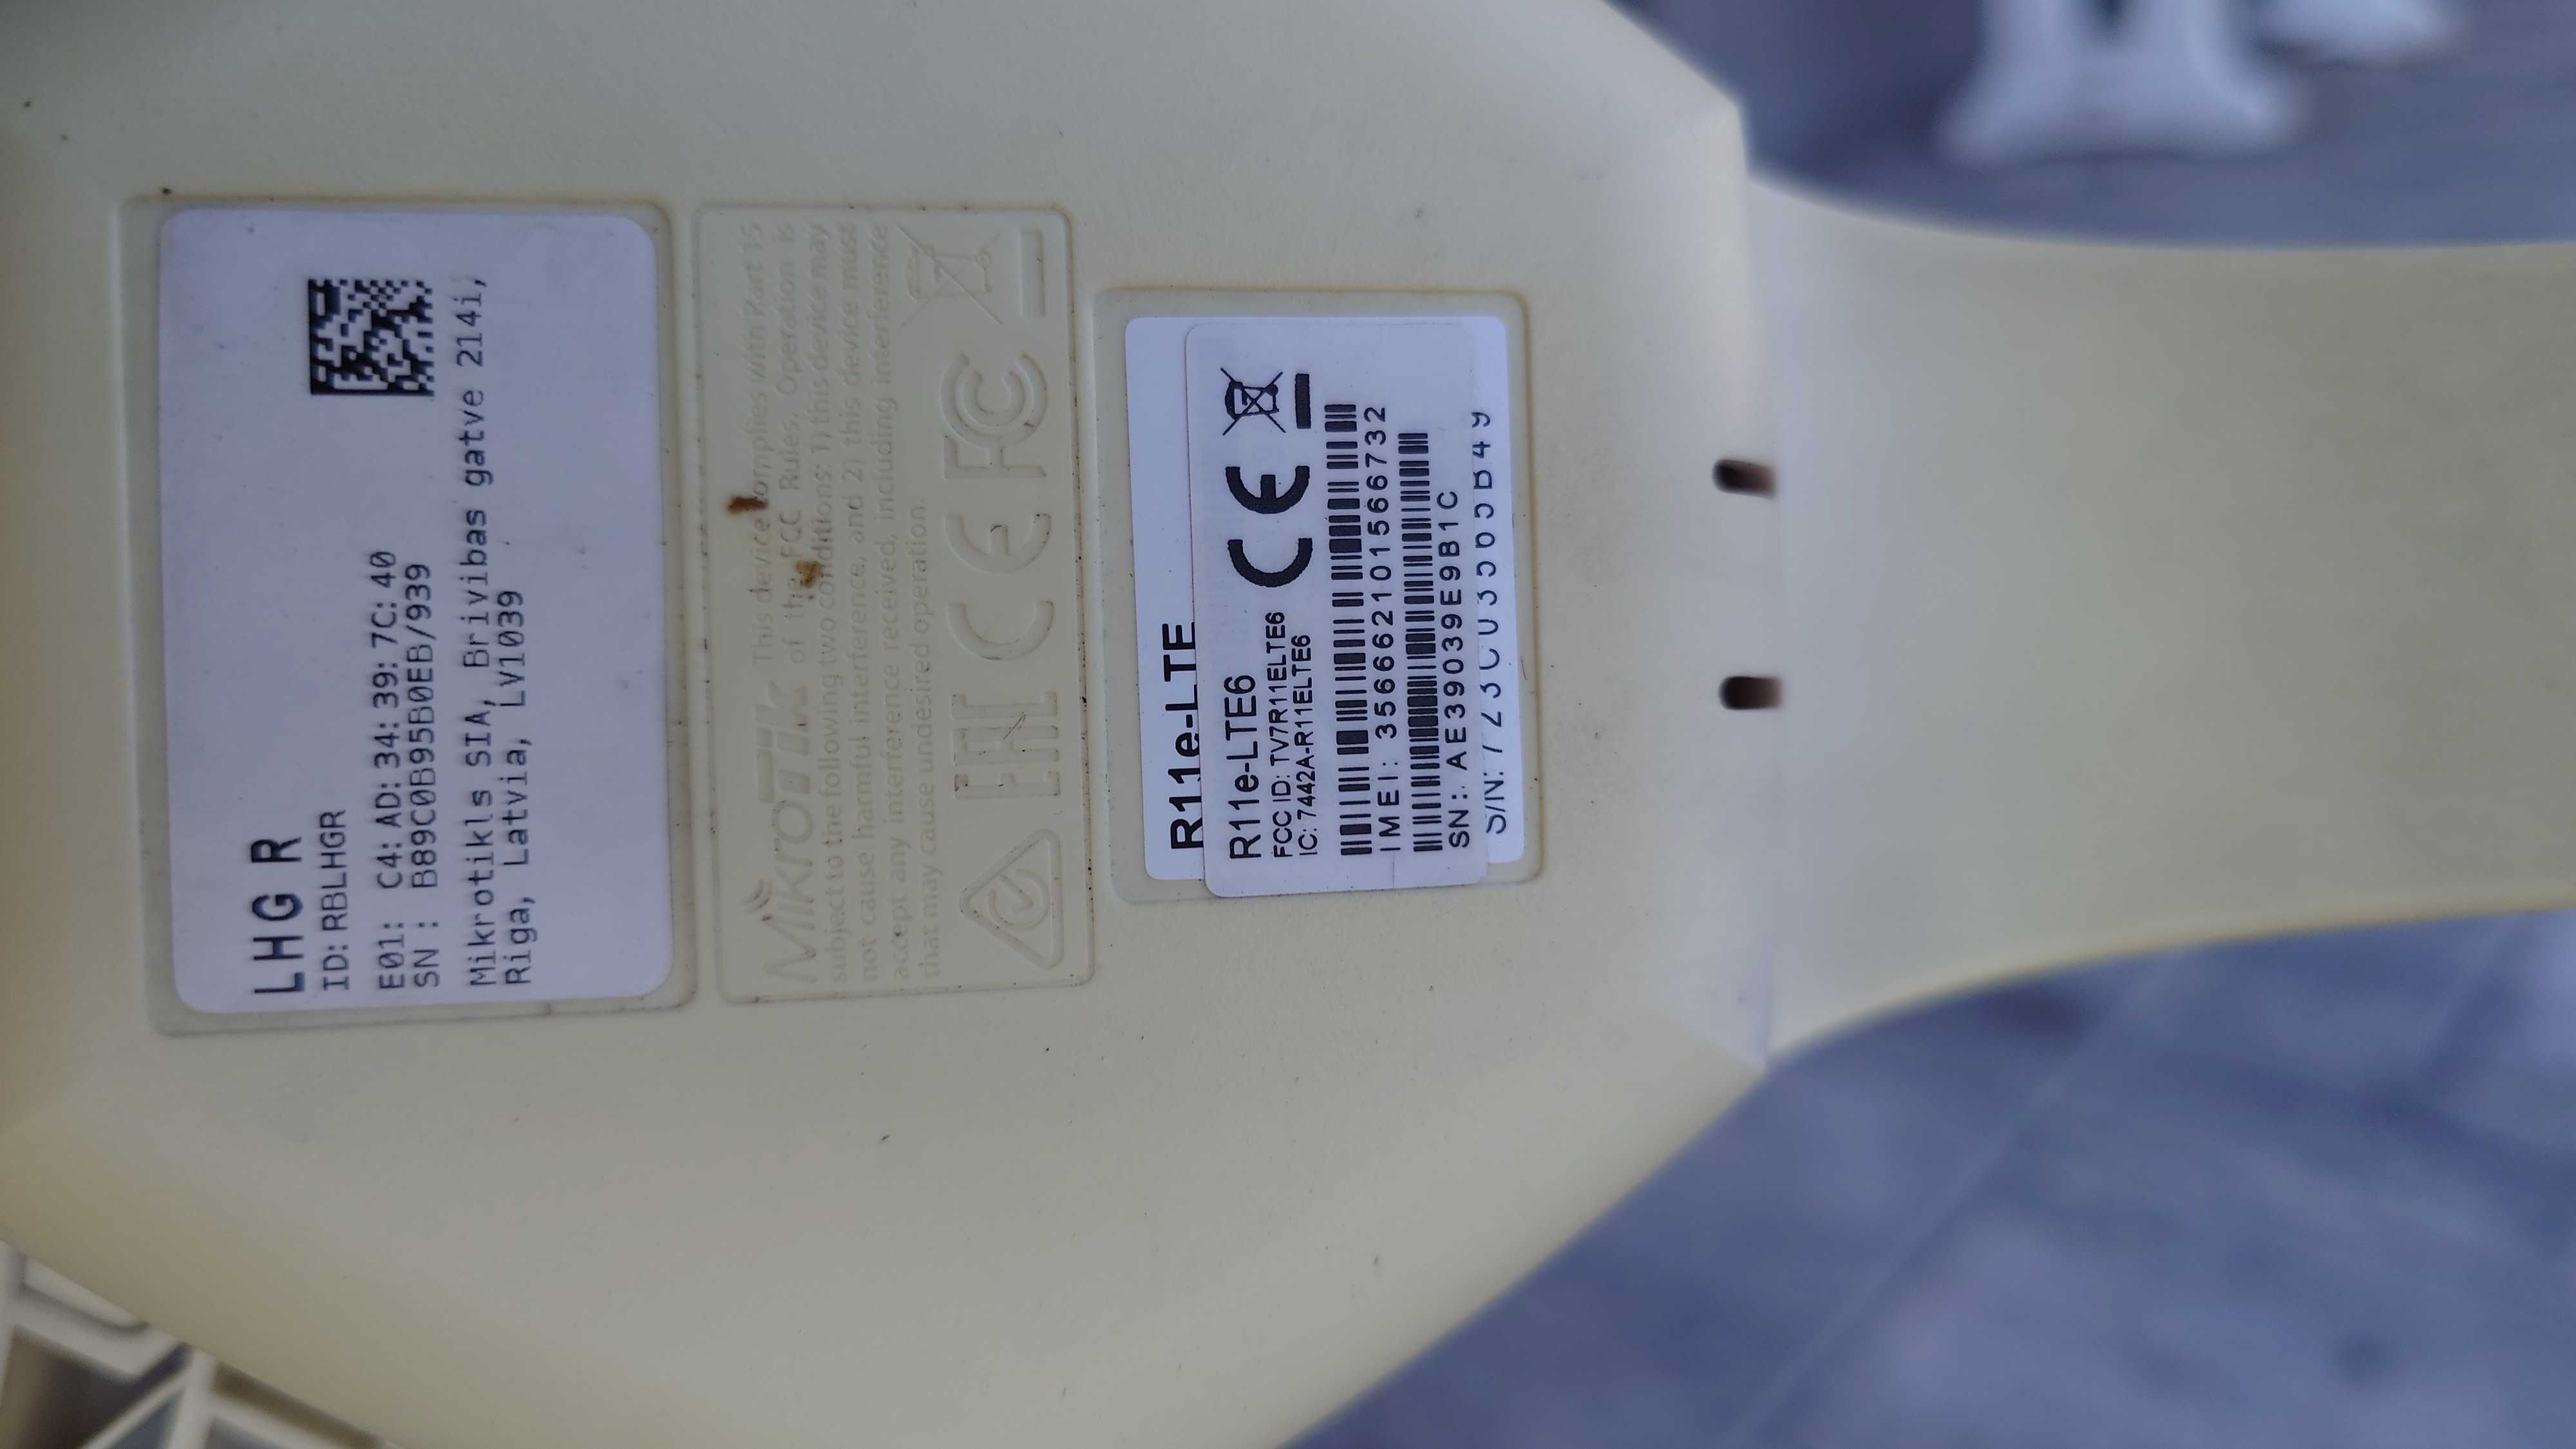 LHG R
ID: RBLHGR
E01: C4:AD:34:39:7C:40
SN : B89C0B95B0EB/939
Mikrotikls SIA, Brivibas gatve 214i,
Riga, Latvia, LV1039
MikroTik This device complies with Part 15
of the FCC Rules. Operation is
subject to the following two conditions: 1) this device may
not cause harmful interference, and 2) this device must
accept any interference received, including interference
that may cause undesired operation.
EAC CE FC
R11e-LTE
R11e-LTE6
FCC ID: TV7R11ELTE6
IC: 7442A-R11ELTE6
CE
IMEI: 356662101566732
SN: AE39039E9B1C
S/N: